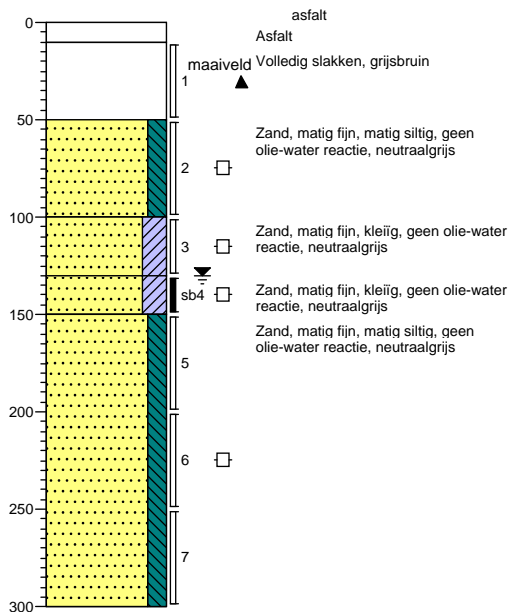 asfalt
0
Asfalt
maaiveld
Volledig slakken, grijsbruin
1
50
Zand, matig fijn, matig siltig, geen
olie-water reactie, neutraalgrijs
2
100
Zand, matig fijn, kleiïg, geen olie-water
reactie, neutraalgrijs
3
Zand, matig fijn, kleiïg, geen olie-water
reactie, neutraalgrijs
sb4
150
Zand, matig fijn, matig siltig, geen
olie-water reactie, neutraalgrijs
5
200
6
250
7
300